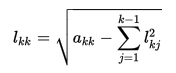 $l_{kk} = \sqrt{a_{kk} - \sum_{j=1}^{k-1} l_{kj}^{2}}$